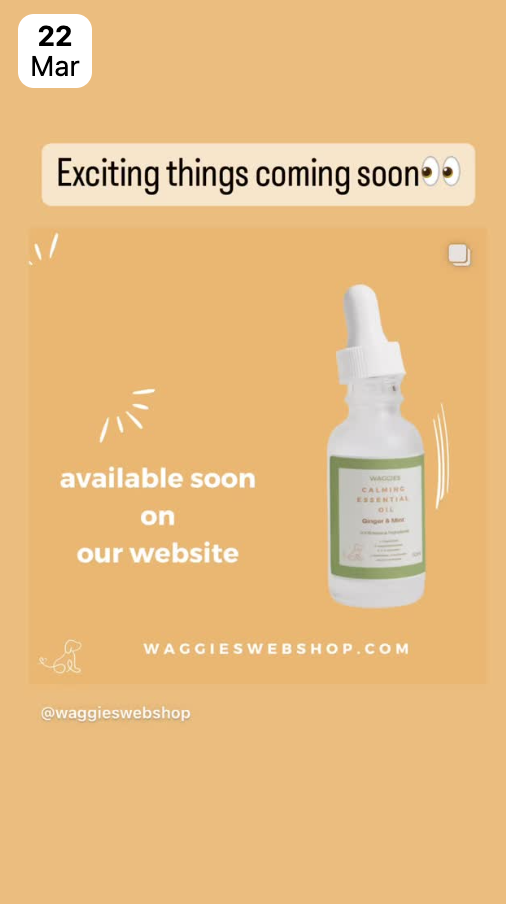 22
Mar
Exciting things coming soon👀
available soon
on
our website
WAGGIES
CALMING
ESSENTIAL
OIL
Ginger & Mint
WAGGIESWEBSHOP.COM
@waggieswebshop